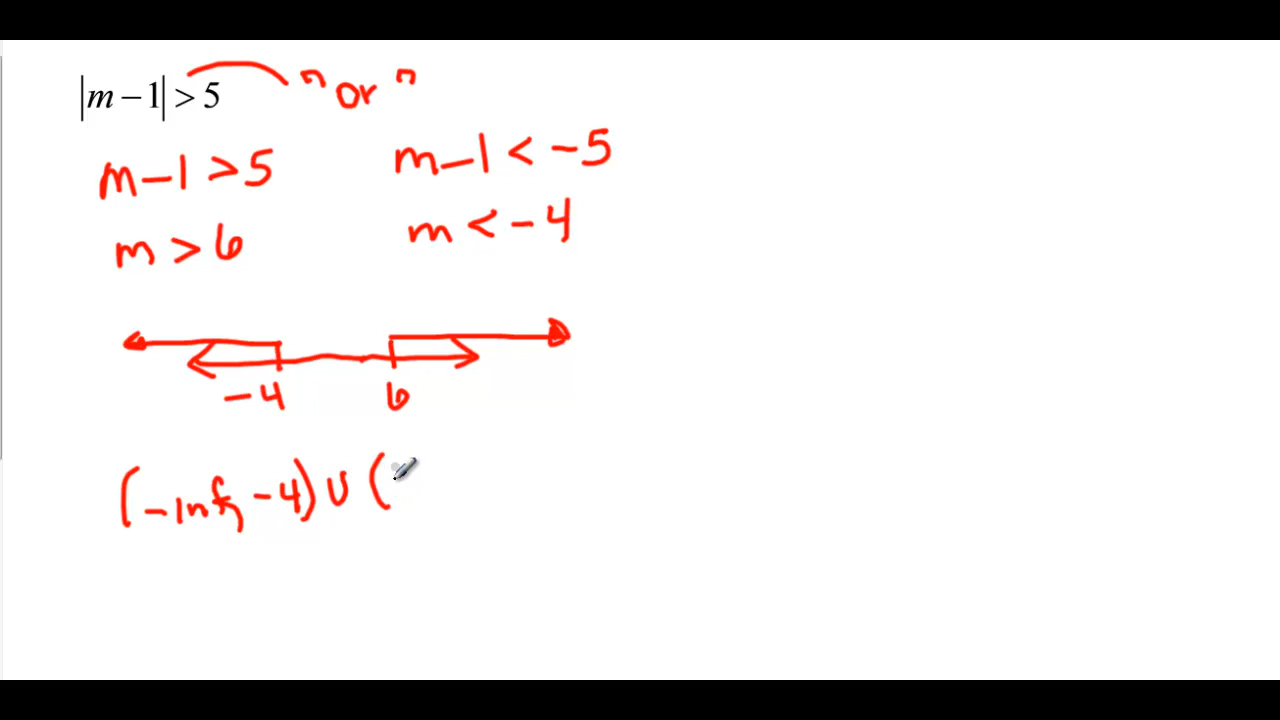 |m − 1| > 5 " or "
m − 1 > 5 m − 1 < −5
m > 6 m < −4
−4 6
(−inf, −4) ∪ (